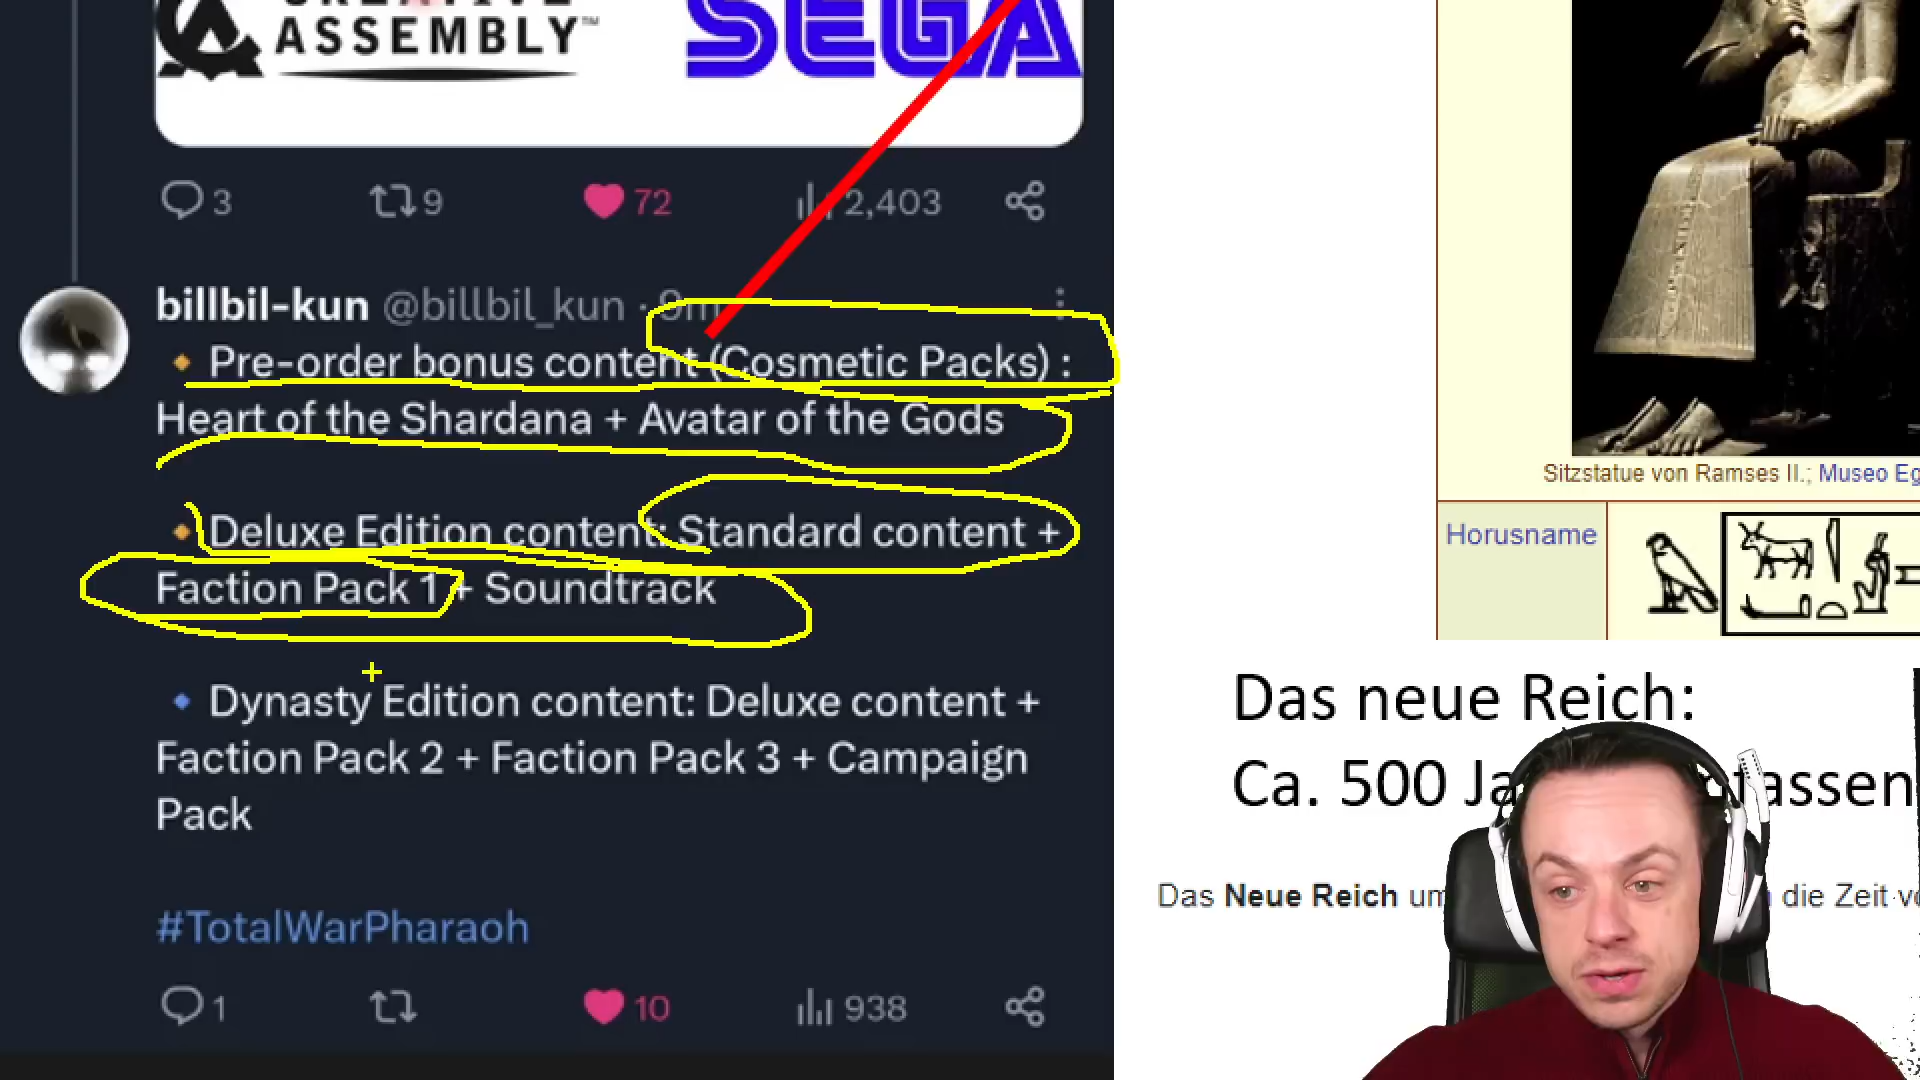 ASSEMBLY™
SEGA
3
9
72
2,403
billbil-kun @billbil_kun · 9m
Pre-order bonus content (Cosmetic Packs) :
Heart of the Shardana + Avatar of the Gods
Deluxe Edition content: Standard content +
Faction Pack 1 + Soundtrack
Dynasty Edition content: Deluxe content +
Faction Pack 2 + Faction Pack 3 + Campaign
Pack
#TotalWarPharaoh
1
10
938
Sitzstatue von Ramses II.; Museo Eg
Horusname
Das neue Reich:
Ca. 500 Ja
Das Neue Reich um
die Zeit